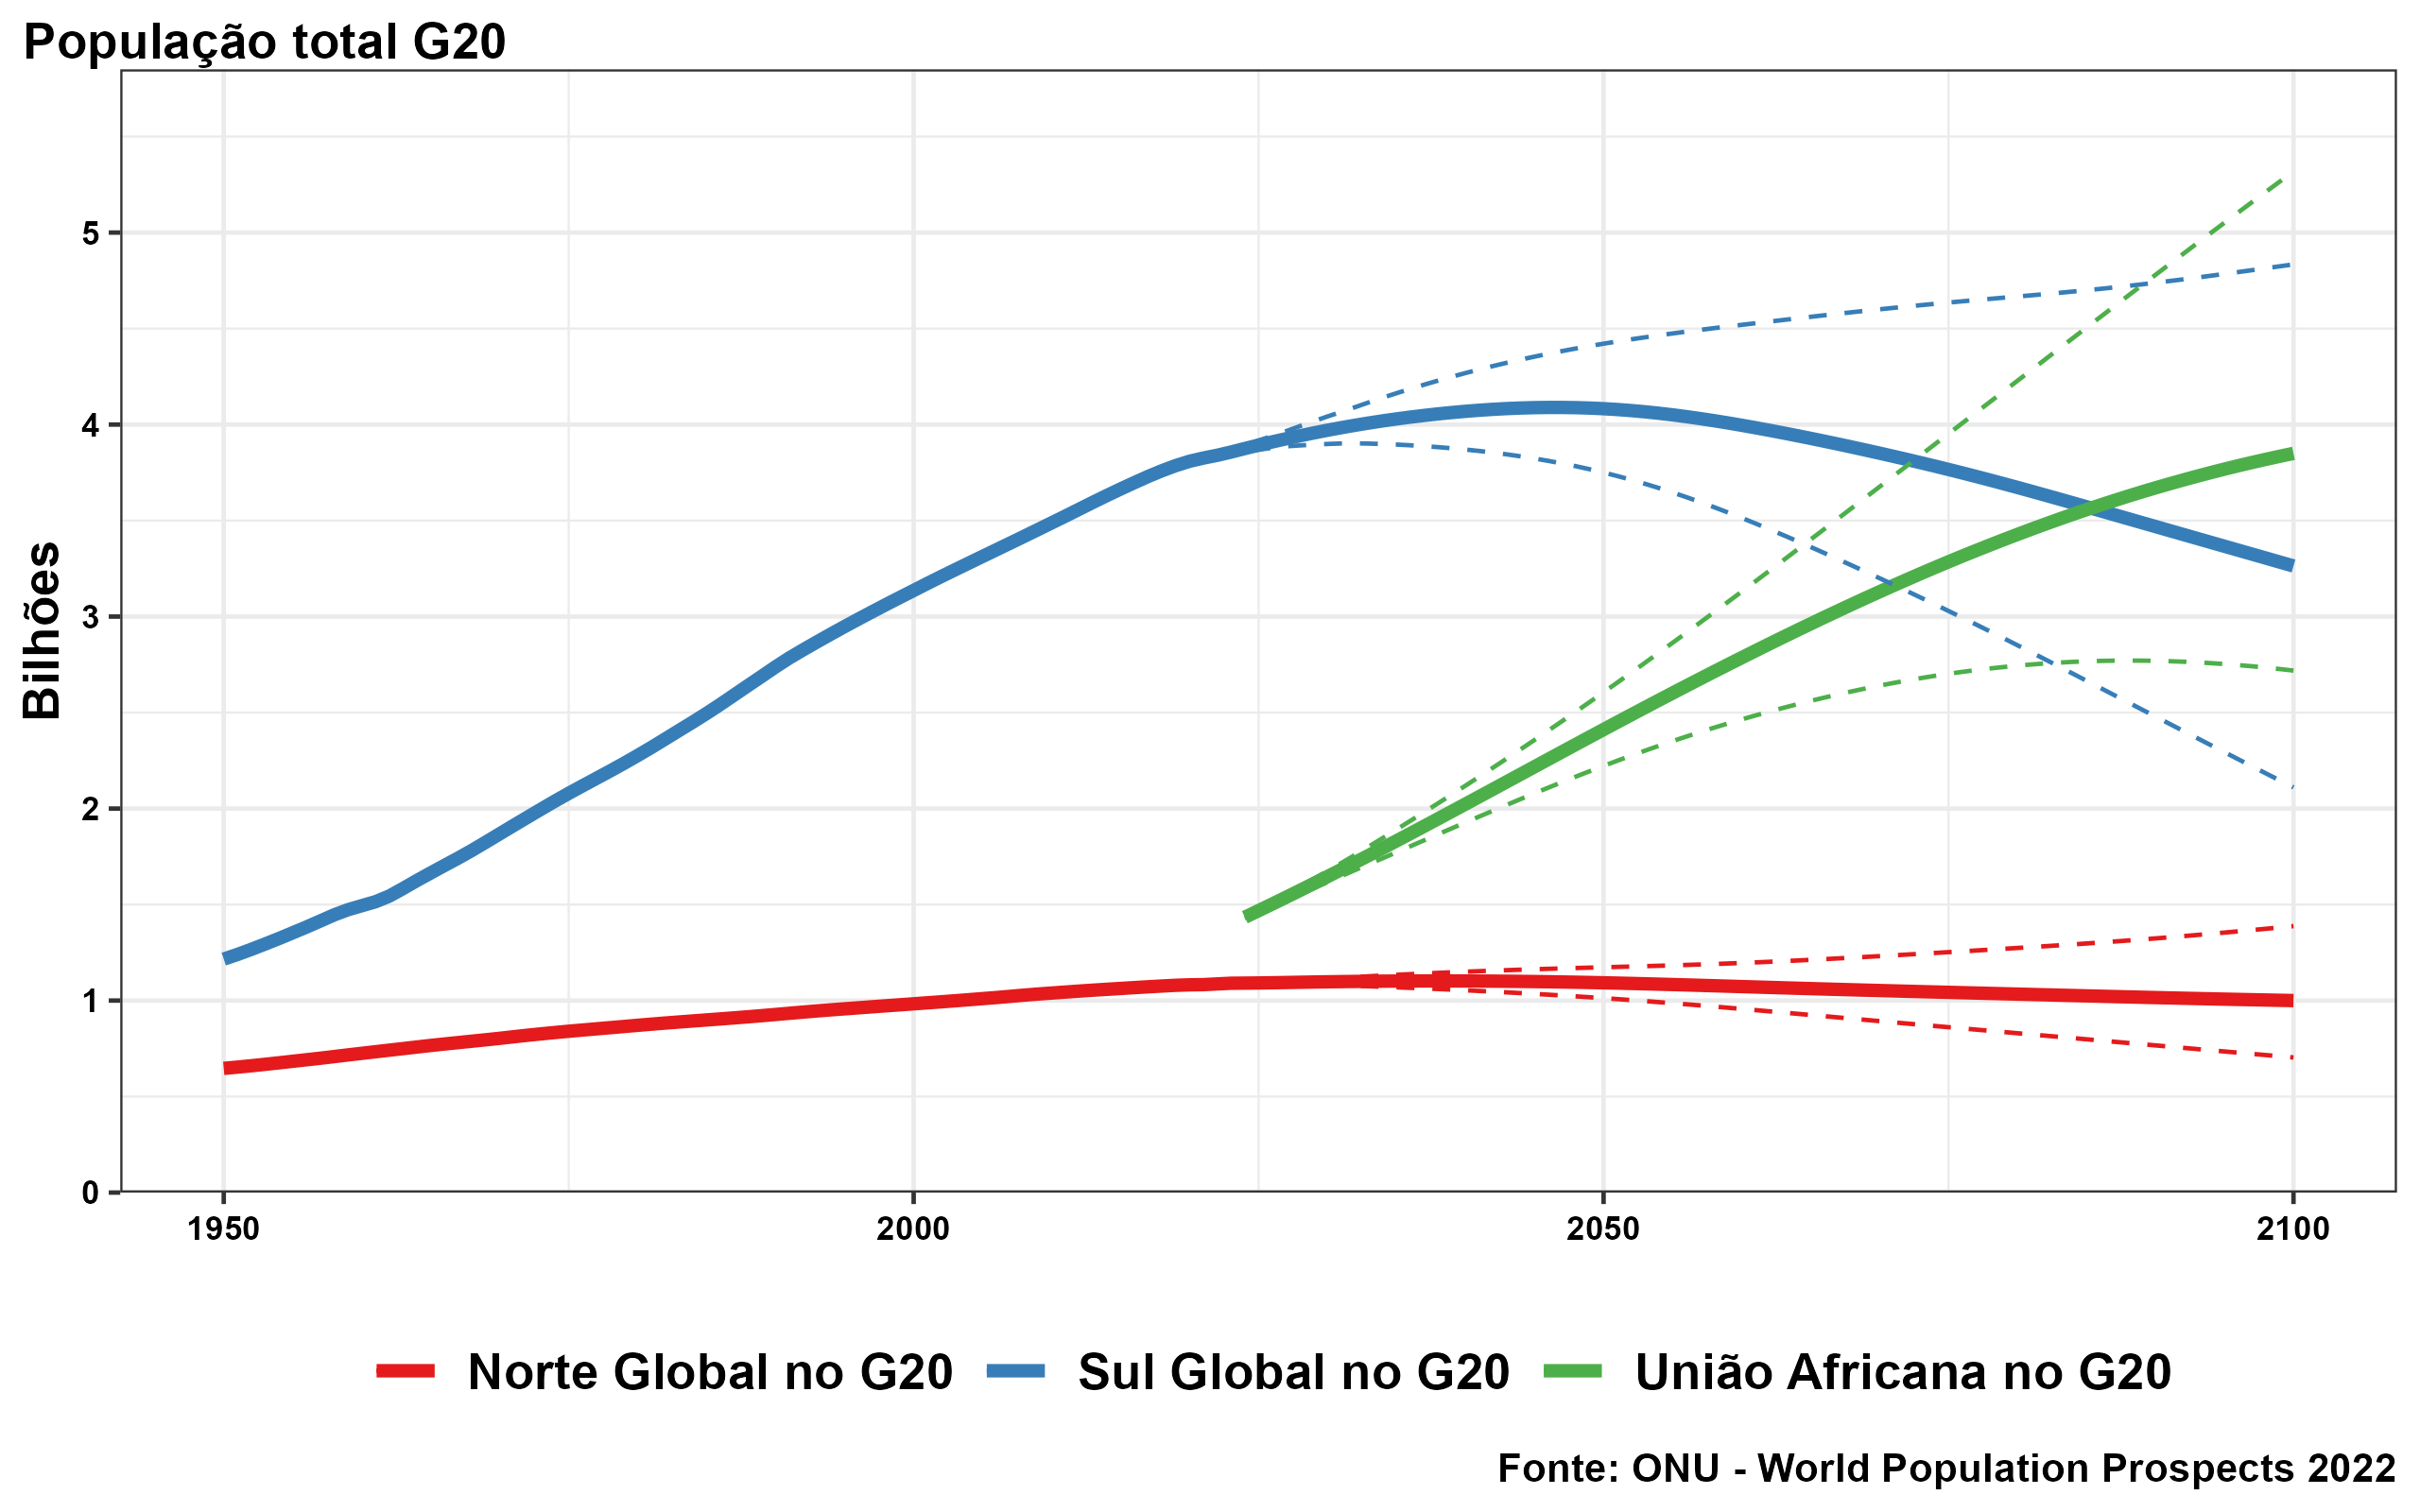 População total G20
Bilhões
5
4
3
2
1
0
1950 2000 2050 2100
Norte Global no G20 Sul Global no G20 União Africana no G20
Fonte: ONU - World Population Prospects 2022